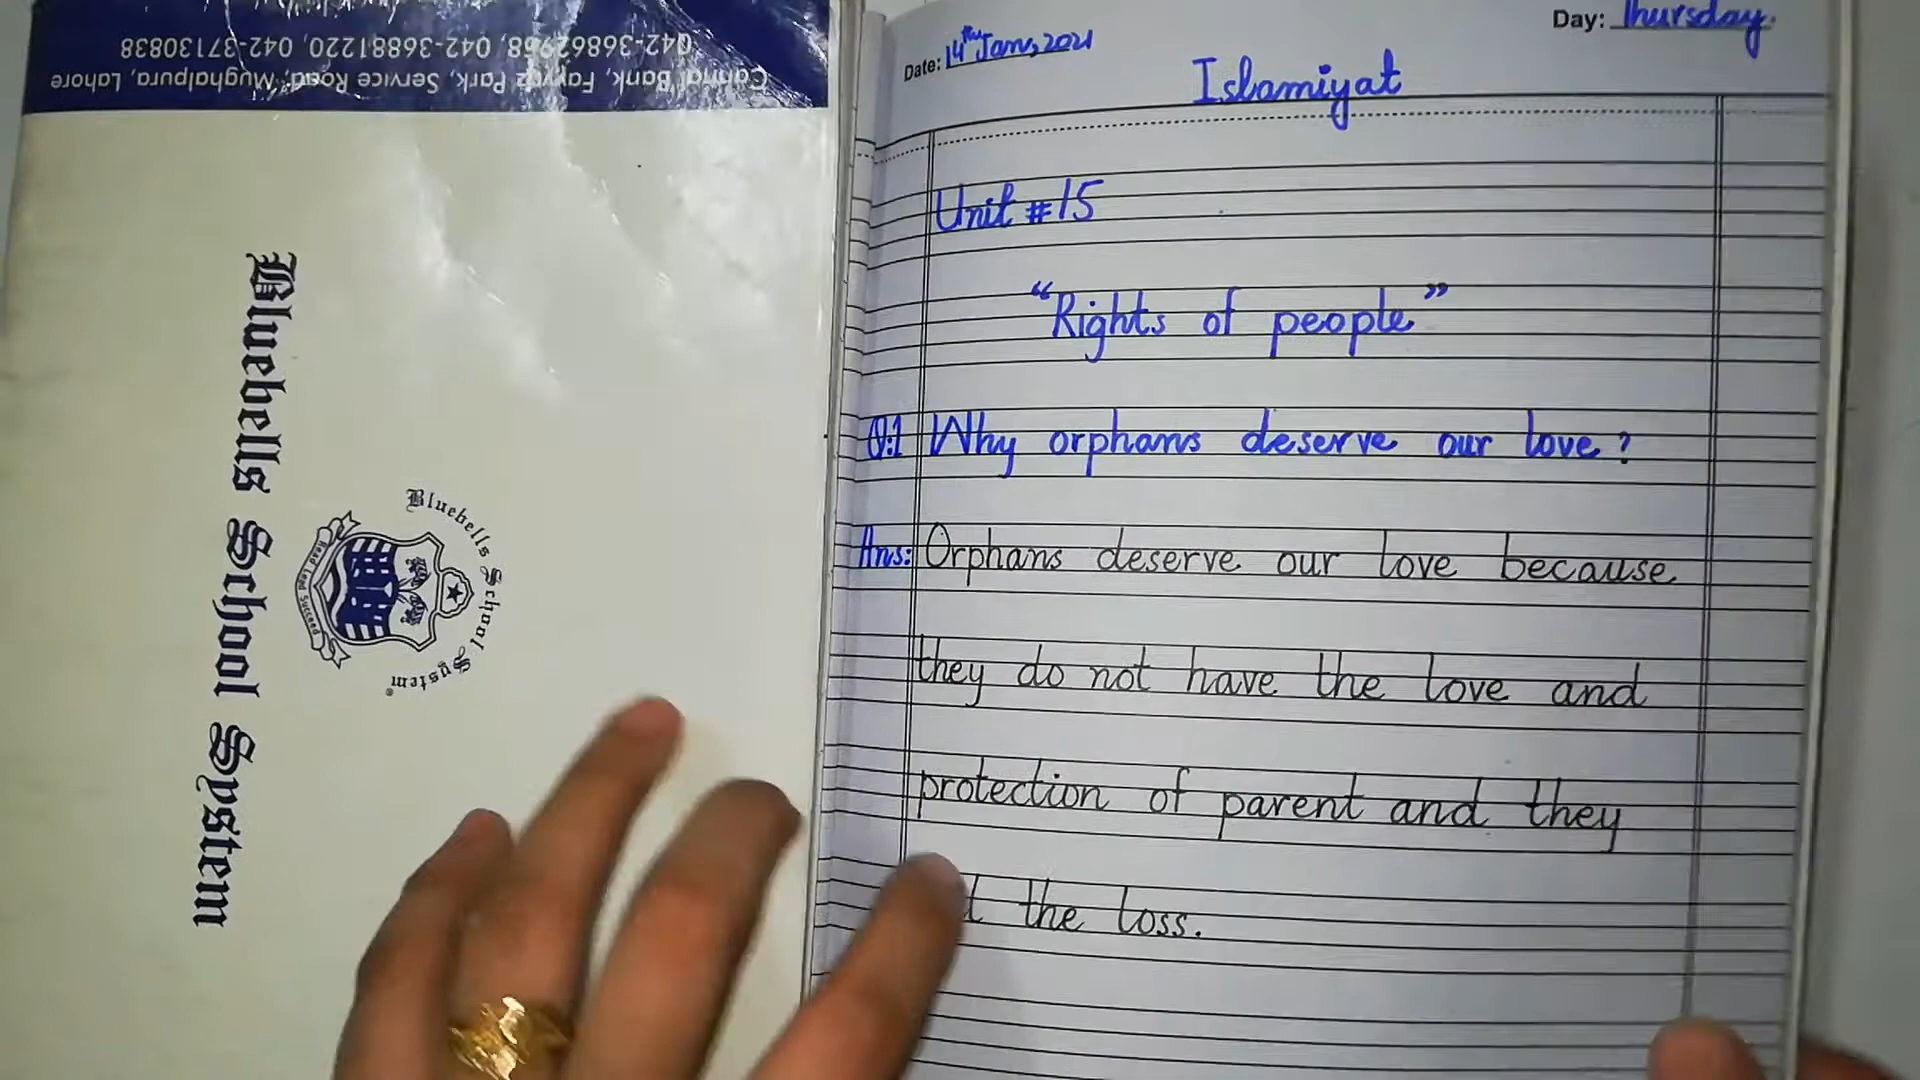 Canal Bank, Fayyaz Park, Service Road, Mughalpura, Lahore
042-36862968, 042-36881220, 042-37130838
Bluebells School System
Bluebells School System®
Read Lead Succeed
Date: 14th Jan, 2021
Day: Thursday.
Islamiyat
Unit #15
"Rights of people"
Q:1 Why orphans deserve our love?
Ans: Orphans deserve our love because
they do not have the love and
protection of parent and they
the loss.